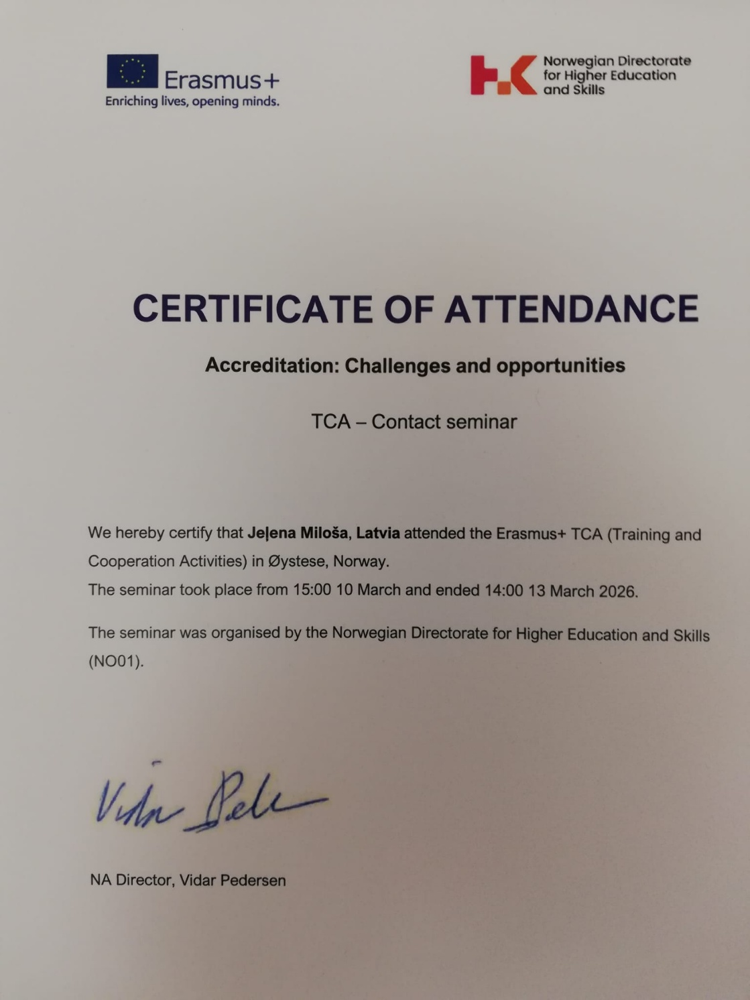 Erasmus+
Enriching lives, opening minds.
Norwegian Directorate
for Higher Education
and Skills
CERTIFICATE OF ATTENDANCE
Accreditation: Challenges and opportunities
TCA – Contact seminar
We hereby certify that Jeļena Miloša, Latvia attended the Erasmus+ TCA (Training and
Cooperation Activities) in Øystese, Norway.
The seminar took place from 15:00 10 March and ended 14:00 13 March 2026.
The seminar was organised by the Norwegian Directorate for Higher Education and Skills
(NO01).
NA Director, Vidar Pedersen